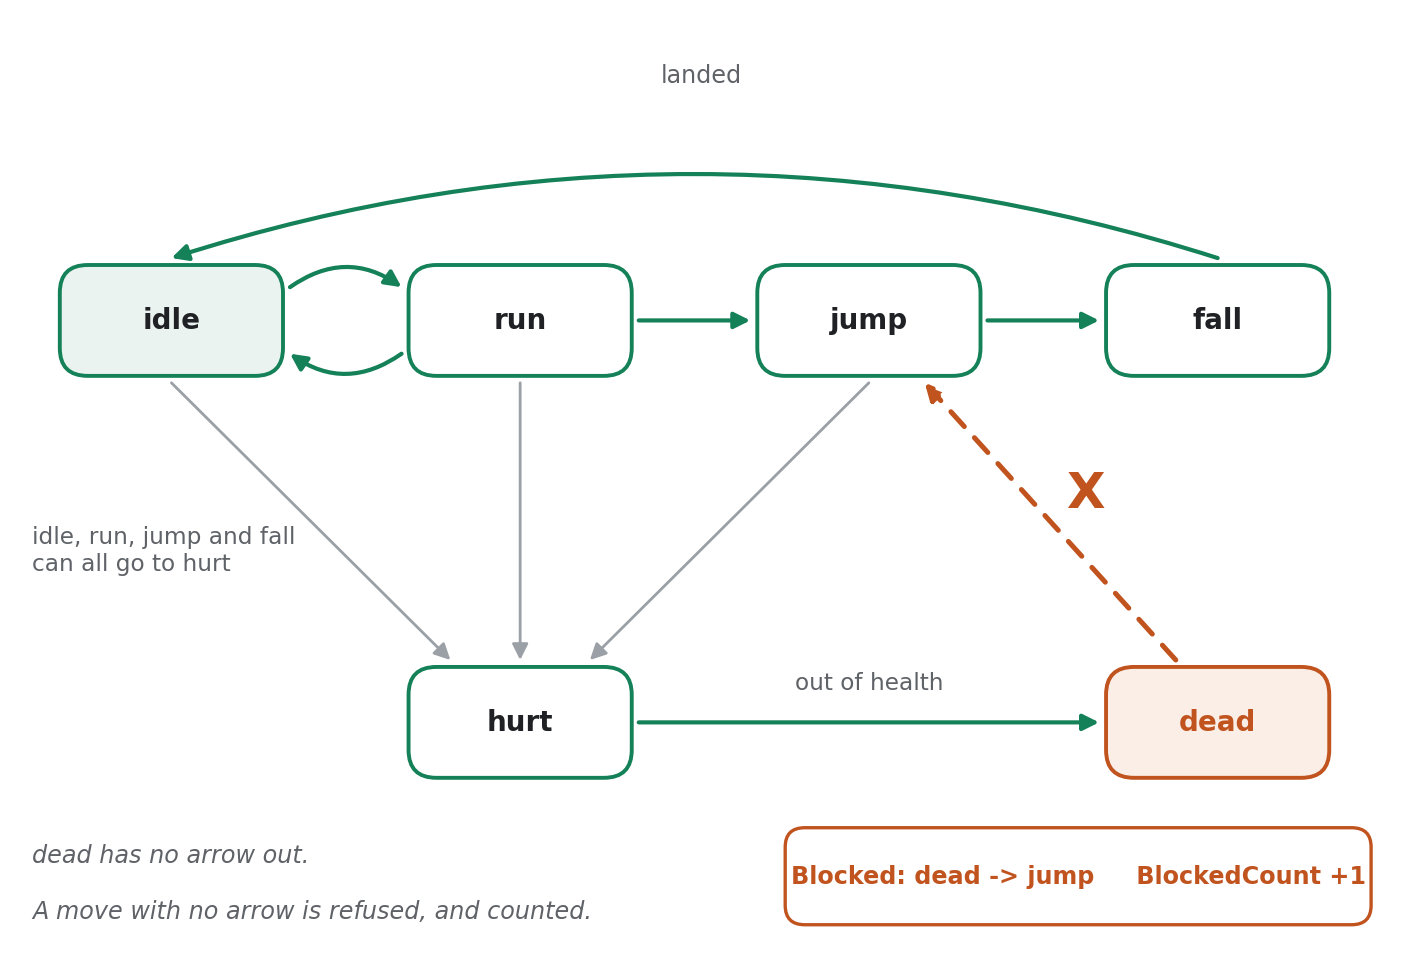 landed
idle
run
jump
fall
X
idle, run, jump and fall
can all go to hurt
out of health
hurt
dead
dead has no arrow out.
Blocked: dead -> jump BlockedCount +1
A move with no arrow is refused, and counted.